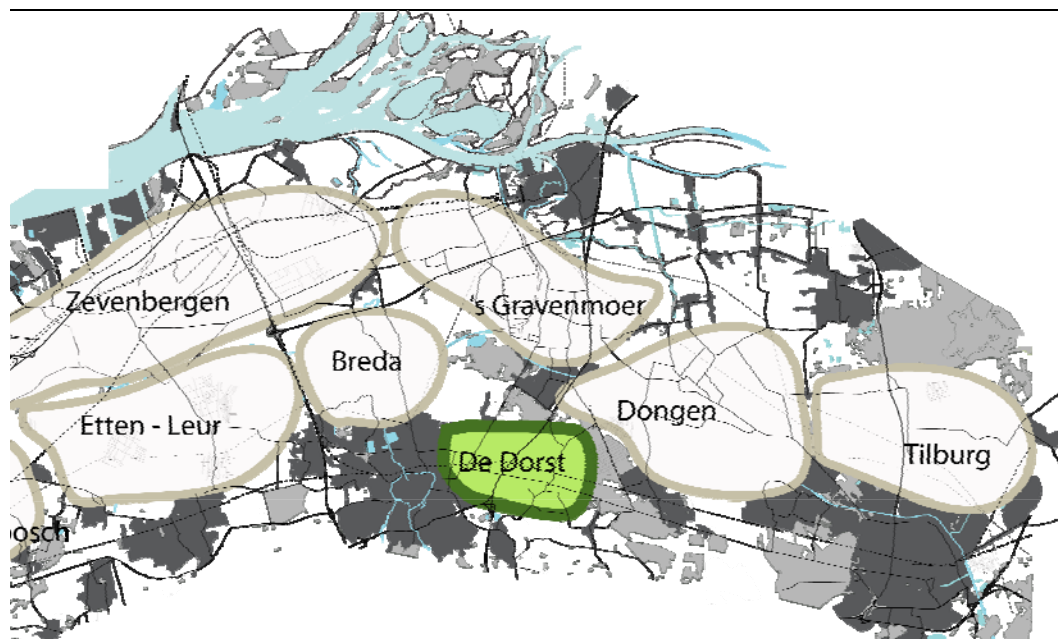 Zevenbergen
's Gravenmoer
Breda
Etten - Leur
Dongen
De Dorst
Tilburg
osch